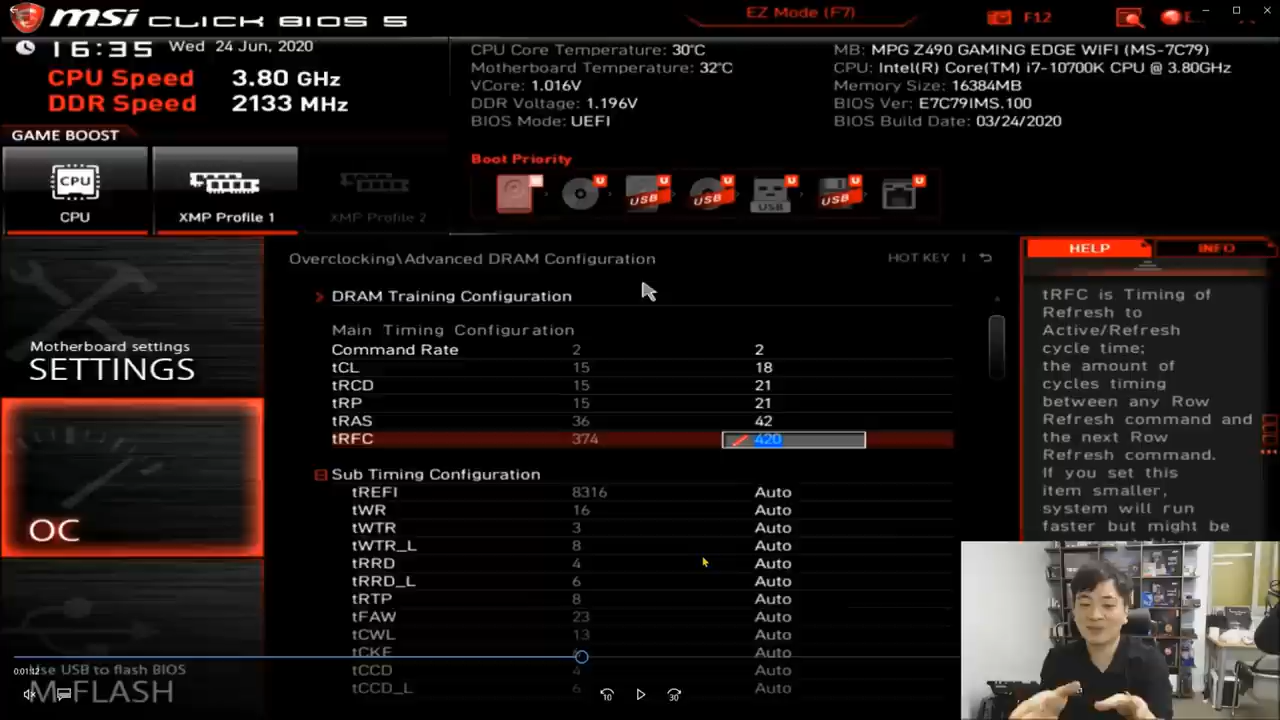 msi CLICK BIOS 5
EZ Mode (F7)
F12
16:35 Wed 24 Jun, 2020
CPU Speed 3.80 GHz
DDR Speed 2133 MHz
CPU Core Temperature: 30°C
Motherboard Temperature: 32°C
VCore: 1.016V
DDR Voltage: 1.196V
BIOS Mode: UEFI
MB: MPG Z490 GAMING EDGE WIFI (MS-7C79)
CPU: Intel(R) Core(TM) i7-10700K CPU @ 3.80GHz
Memory Size: 16384MB
BIOS Ver: E7C79IMS.100
BIOS Build Date: 03/24/2020
GAME BOOST
CPU
CPU
XMP Profile 1
XMP Profile 2
Boot Priority
U U U U U U
USB USB USB USB
Motherboard settings
SETTINGS
OC
Use USB to flash BIOS
M-FLASH
Overclocking\Advanced DRAM Configuration
HOT KEY
DRAM Training Configuration
Main Timing Configuration
Command Rate 2 2
tCL 15 18
tRCD 15 21
tRP 15 21
tRAS 36 42
tRFC 374 420
Sub Timing Configuration
tREFI 8316 Auto
tWR 16 Auto
tWTR 3 Auto
tWTR_L 8 Auto
tRRD 4 Auto
tRRD_L 6 Auto
tRTP 8 Auto
tFAW 23 Auto
tCWL 13 Auto
tCKE Auto
tCCD 4 Auto
tCCD_L 6 Auto
HELP
INFO
tRFC is Timing of
Refresh to
Active/Refresh
cycle time;
the amount of
cycles timing
between any Row
Refresh command and
the next Row
Refresh command.
If you set this
item smaller,
system will run
faster but might be
0:01:12
10
30